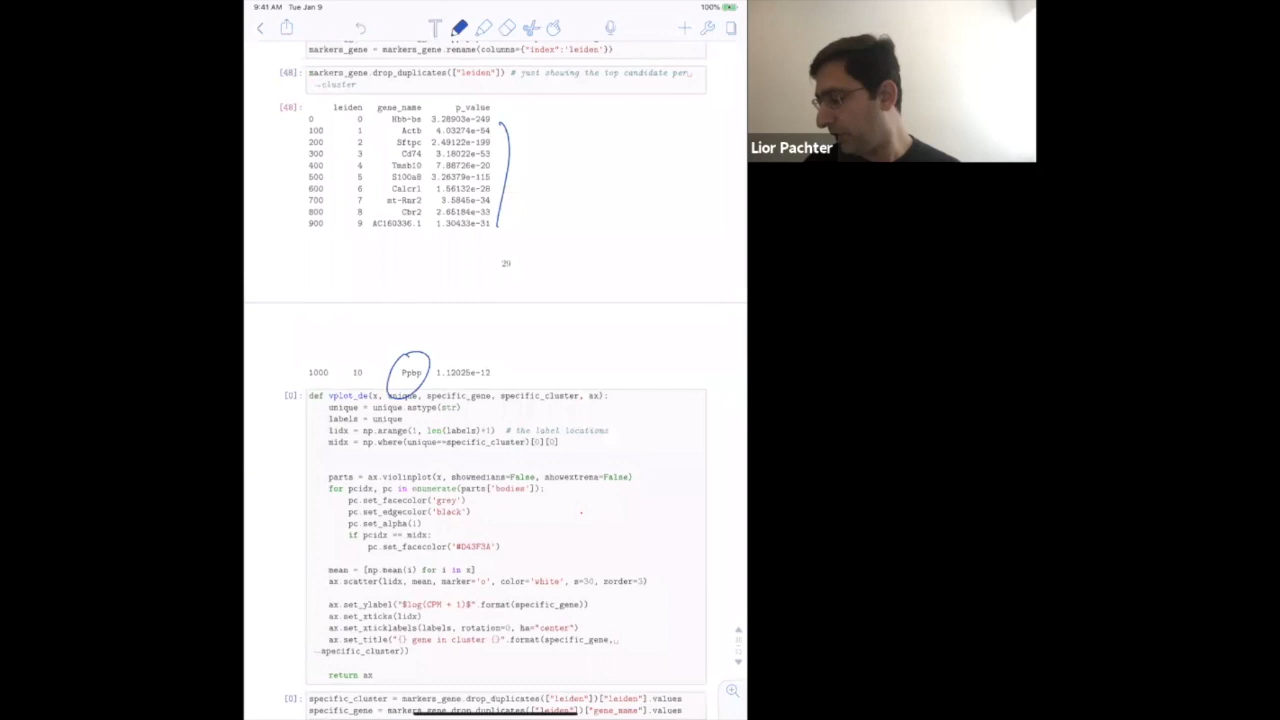 9:41 AM Tue Jan 9
100%
markers_gene = markers_gene.rename(columns={"index":'leiden'})
[48]: markers_gene.drop_duplicates(["leiden"]) # just showing the top candidate per
cluster
[48]: leiden gene_name p_value
0 0 Hbb-bs 3.28903e-249
100 1 Actb 4.03274e-54
200 2 Sftpc 2.49122e-199
300 3 Cd74 3.18022e-53
400 4 Tmsb10 7.88726e-20
500 5 S100a8 3.26379e-115
600 6 Calcrl 1.56132e-28
700 7 mt-Rnr2 3.5845e-34
800 8 Cbr2 2.65184e-33
900 9 AC160336.1 1.30433e-31
29
1000 10 Ppbp 1.12025e-12
[0]: def vplot_de(x, unique, specific_gene, specific_cluster, ax):
unique = unique.astype(str)
labels = unique
lidx = np.arange(1, len(labels)+1) # the label locations
midx = np.where(unique==specific_cluster)[0][0]
parts = ax.violinplot(x, showmedians=False, showextrema=False)
for pcidx, pc in enumerate(parts['bodies']):
pc.set_facecolor('grey')
pc.set_edgecolor('black')
pc.set_alpha(1)
if pcidx == midx:
pc.set_facecolor('#D43F3A')
mean = [np.mean(i) for i in x]
ax.scatter(lidx, mean, marker='o', color='white', s=30, zorder=3)
ax.set_ylabel("$log(CPM + 1)$".format(specific_gene))
ax.set_xticks(lidx)
ax.set_xticklabels(labels, rotation=0, ha="center")
ax.set_title("{} gene in cluster {}".format(specific_gene,
specific_cluster))
return ax
[0]: specific_cluster = markers_gene.drop_duplicates(["leiden"])["leiden"].values
specific_gene = markers_gene.drop_duplicates(["leiden"])["gene_name"].values
Lior Pachter